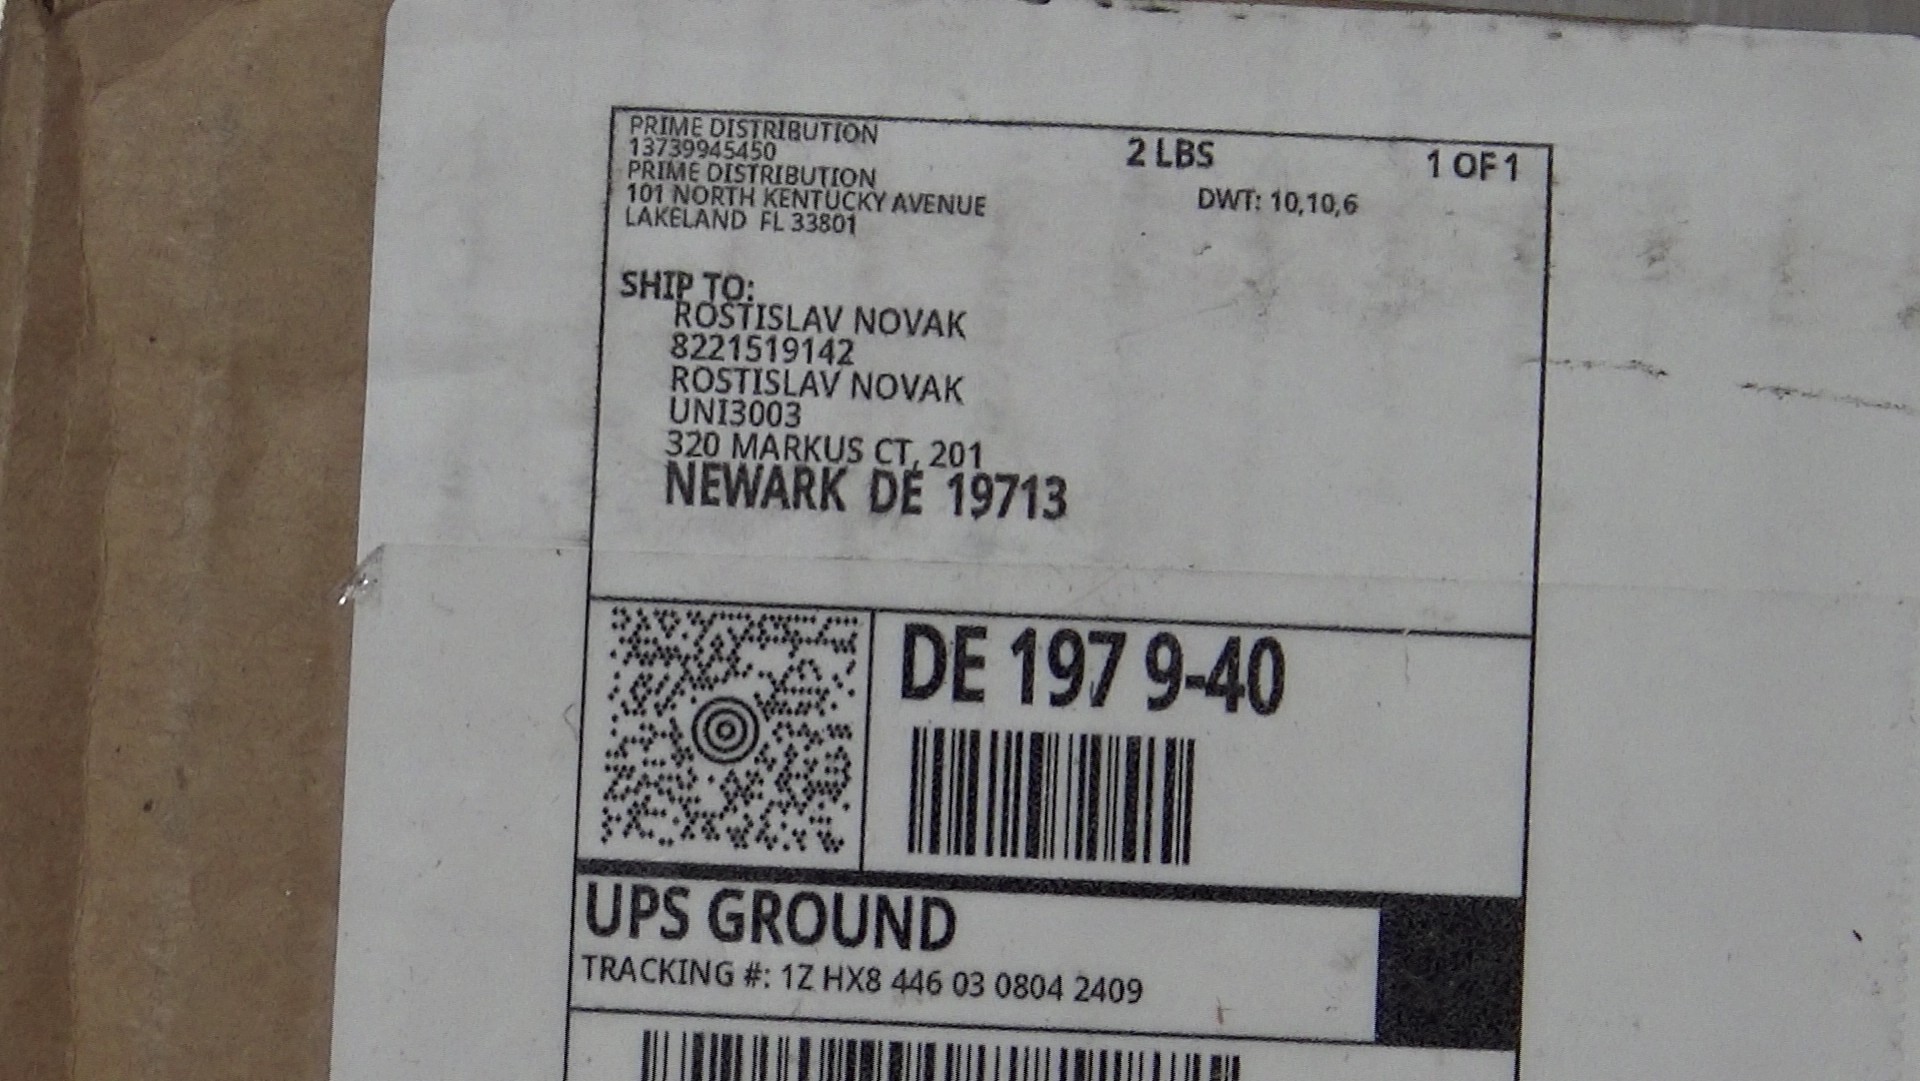 PRIME DISTRIBUTION
13739945450
PRIME DISTRIBUTION
101 NORTH KENTUCKY AVENUE
LAKELAND FL 33801
2 LBS
1 OF 1
DWT: 10,10,6
SHIP TO:
ROSTISLAV NOVAK
8221519142
ROSTISLAV NOVAK
UNI3003
320 MARKUS CT, 201
NEWARK DE 19713
DE 197 9-40
UPS GROUND
TRACKING #: 1Z HX8 446 03 0804 2409